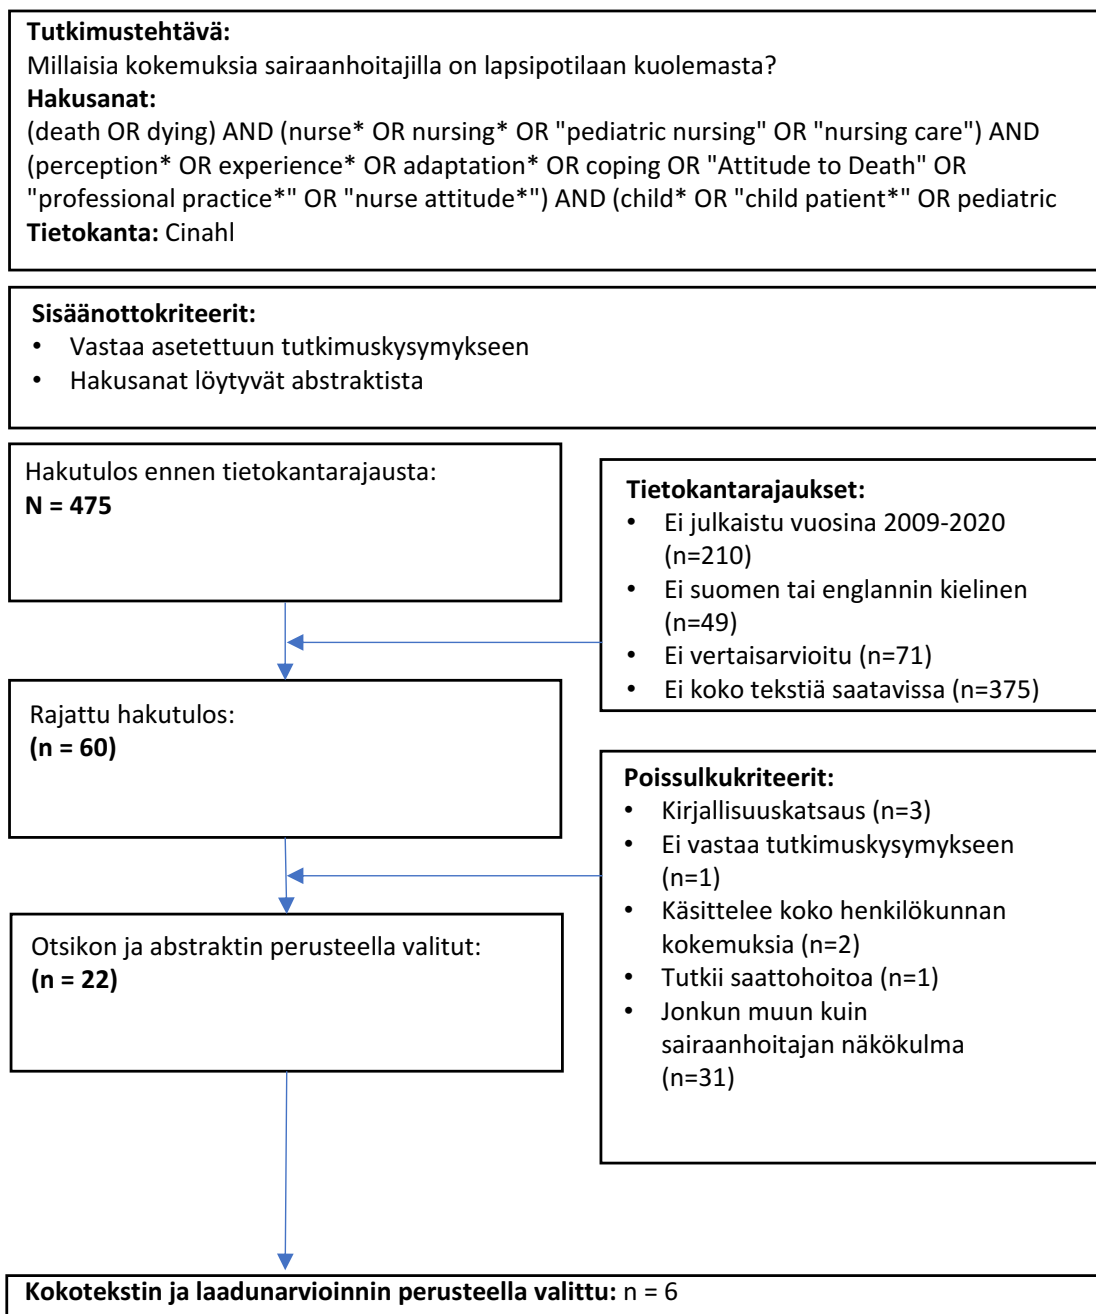 Tutkimustehtävä:
Millaisia kokemuksia sairaanhoitajilla on lapsipotilaan kuolemasta?
Hakusanat:
(death OR dying) AND (nurse* OR nursing* OR "pediatric nursing" OR "nursing care") AND
(perception* OR experience* OR adaptation* OR coping OR "Attitude to Death" OR
"professional practice*" OR "nurse attitude*") AND (child* OR "child patient*" OR pediatric
Tietokanta: Cinahl
Sisäänottokriteerit:
• Vastaa asetettuun tutkimuskysymykseen
• Hakusanat löytyvät abstraktista
Hakutulos ennen tietokantarajausta:
N = 475
Tietokantarajaukset:
• Ei julkaistu vuosina 2009-2020
(n=210)
• Ei suomen tai englannin kielinen
(n=49)
• Ei vertaisarvioitu (n=71)
• Ei koko tekstiä saatavissa (n=375)
Rajattu hakutulos:
(n = 60)
Poissulkukriteerit:
• Kirjallisuuskatsaus (n=3)
• Ei vastaa tutkimuskysymykseen
(n=1)
• Käsittelee koko henkilökunnan
kokemuksia (n=2)
• Tutkii saattohoitoa (n=1)
• Jonkun muun kuin
sairaanhoitajan näkökulma
(n=31)
Otsikon ja abstraktin perusteella valitut:
(n = 22)
Kokotekstin ja laadunarvioinnin perusteella valittu: n = 6